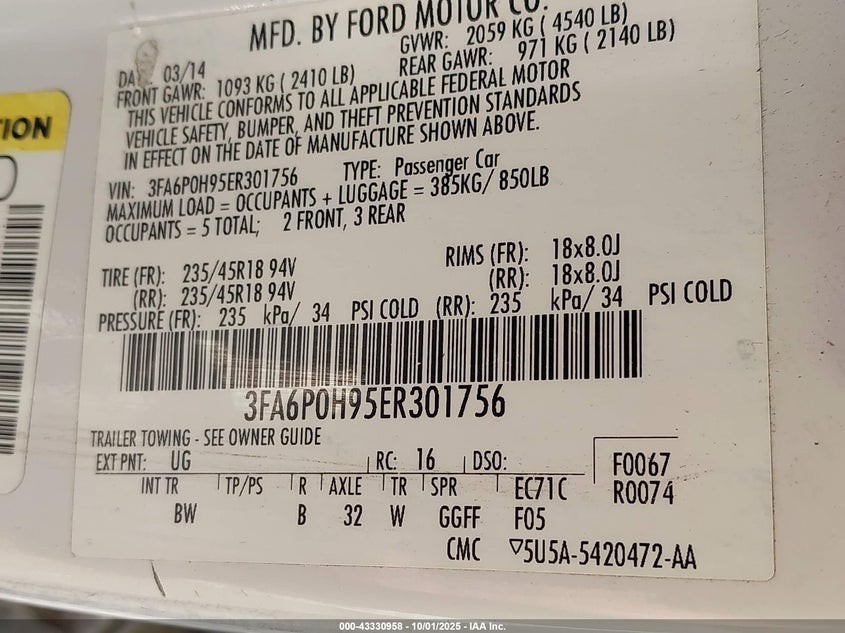 MFD. BY FORD MOTOR CO.
03/14 GVWR: 2059 KG ( 4540 LB)
FRONT GAWR: 1093 KG ( 2410 LB) REAR GAWR: 971 KG ( 2140 LB)
THIS VEHICLE CONFORMS TO ALL APPLICABLE FEDERAL MOTOR
VEHICLE SAFETY, BUMPER, AND THEFT PREVENTION STANDARDS
IN EFFECT ON THE DATE OF MANUFACTURE SHOWN ABOVE.
VIN: 3FA6P0H95ER301756 TYPE: Passenger Car
MAXIMUM LOAD = OCCUPANTS + LUGGAGE = 385KG/ 850LB
OCCUPANTS = 5 TOTAL; 2 FRONT, 3 REAR
TIRE (FR): 235/45R18 94V RIMS (FR): 18x8.0J
(RR): 235/45R18 94V (RR): 18x8.0J
PRESSURE (FR): 235 kPa/ 34 PSI COLD (RR): 235 kPa/ 34 PSI COLD
3FA6P0H95ER301756
TRAILER TOWING - SEE OWNER GUIDE
EXT PNT: UG RC: 16 DSO: F0067
INT TR TP/PS R AXLE TR SPR EC71C R0074
BW B 32 W GGFF F05
CMC ▽5U5A-5420472-AA
000-43330958 - 10/01/2025 - IAA Inc.